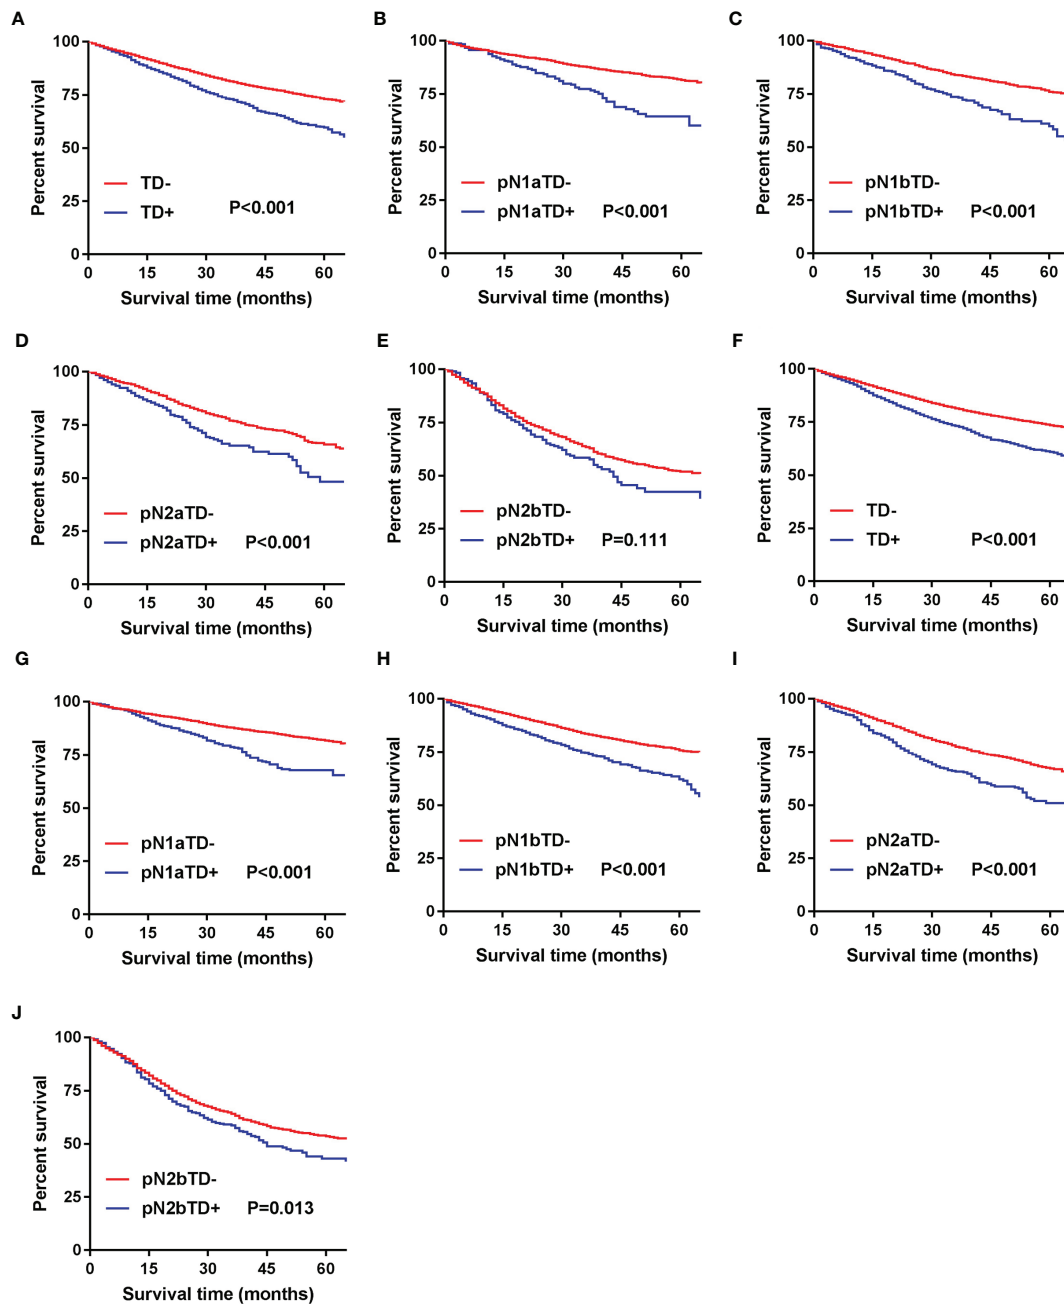 A
Percent survival
100
75
50
25
0
TD-
TD+
P<0.001
0 15 30 45 60
Survival time (months)
B
Percent survival
100
75
50
25
0
pN1aTD-
pN1aTD+ P<0.001
0 15 30 45 60
Survival time (months)
C
Percent survival
100
75
50
25
0
pN1bTD-
pN1bTD+ P<0.001
0 15 30 45 60
Survival time (months)
D
Percent survival
100
75
50
25
0
pN2aTD-
pN2aTD+ P<0.001
0 15 30 45 60
Survival time (months)
E
Percent survival
100
75
50
25
0
pN2bTD-
pN2bTD+ P=0.111
0 15 30 45 60
Survival time (months)
F
Percent survival
100
75
50
25
0
TD-
TD+ P<0.001
0 15 30 45 60
Survival time (months)
G
Percent survival
100
75
50
25
0
pN1aTD-
pN1aTD+ P<0.001
0 15 30 45 60
Survival time (months)
H
Percent survival
100
75
50
25
0
pN1bTD-
pN1bTD+ P<0.001
0 15 30 45 60
Survival time (months)
I
Percent survival
100
75
50
25
0
pN2aTD-
pN2aTD+ P<0.001
0 15 30 45 60
Survival time (months)
J
Percent survival
100
75
50
25
0
pN2bTD-
pN2bTD+ P=0.013
0 15 30 45 60
Survival time (months)